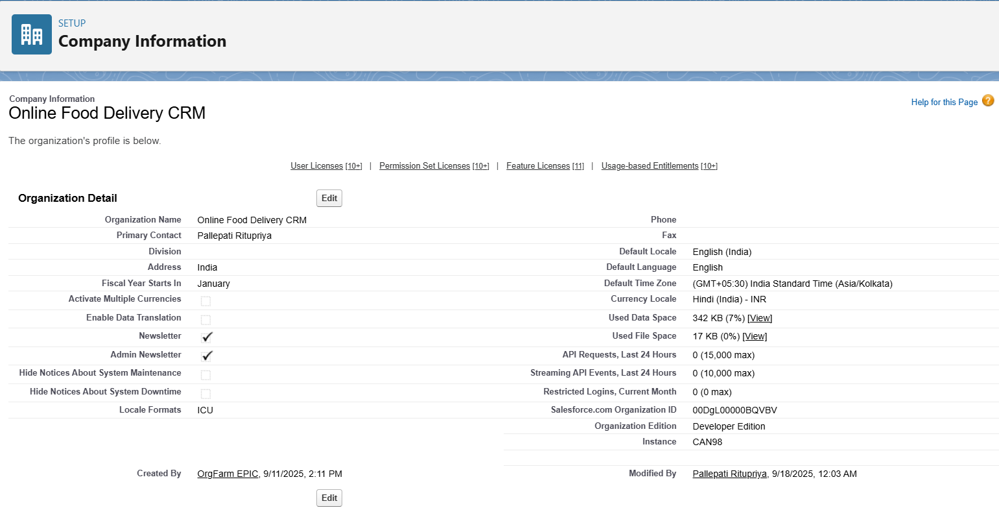 SETUP
Company Information
Company Information
Online Food Delivery CRM
Help for this Page ?
The organization's profile is below.
User Licenses [10+] | Permission Set Licenses [10+] | Feature Licenses [11] | Usage-based Entitlements [10+]
Organization Detail Edit
Organization Name Online Food Delivery CRM Phone
Primary Contact Pallepati Ritupriya Fax
Division Default Locale English (India)
Address India Default Language English
Fiscal Year Starts In January Default Time Zone (GMT+05:30) India Standard Time (Asia/Kolkata)
Activate Multiple Currencies Currency Locale Hindi (India) - INR
Enable Data Translation Used Data Space 342 KB (7%) [View]
Newsletter Used File Space 17 KB (0%) [View]
Admin Newsletter API Requests, Last 24 Hours 0 (15,000 max)
Hide Notices About System Maintenance Streaming API Events, Last 24 Hours 0 (10,000 max)
Hide Notices About System Downtime Restricted Logins, Current Month 0 (0 max)
Locale Formats ICU Salesforce.com Organization ID 00DgL00000BQVBV
Organization Edition Developer Edition
Instance CAN98
Created By OrgFarm EPIC, 9/11/2025, 2:11 PM Modified By Pallepati Ritupriya, 9/18/2025, 12:03 AM
Edit